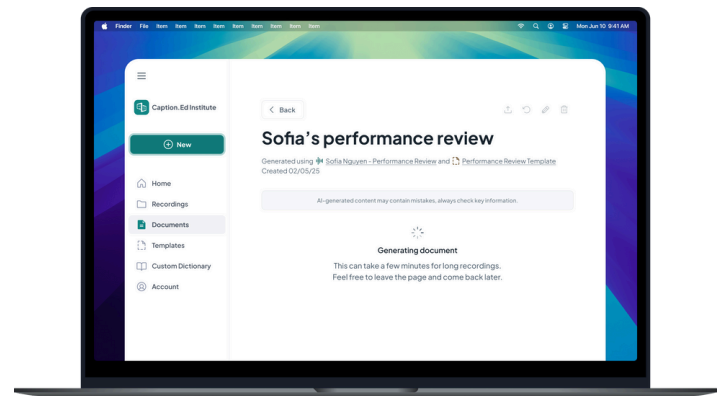 Finder File Item Item Item Item Item Item Item Item Item Mon Jun 10 9:41 AM
Caption.Ed Institute
New
Home
Recordings
Documents
Templates
Custom Dictionary
Account
Back
Sofia's performance review
Generated using Sofia Nguyen - Performance Review and Performance Review Template
Created 02/05/25
AI-generated content may contain mistakes, always check key information.
Generating document
This can take a few minutes for long recordings.
Feel free to leave the page and come back later.